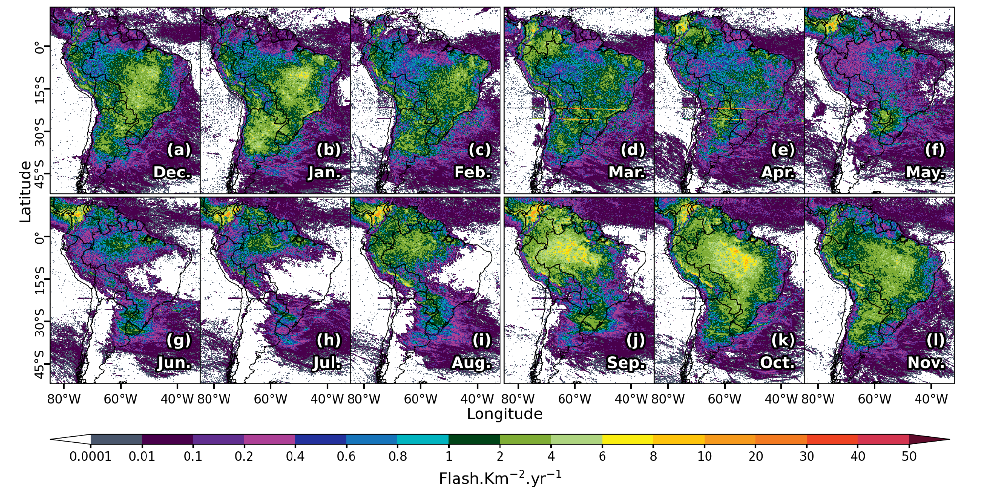 (a) (b) (c) (d) (e) (f)
Dec. Jan. Feb. Mar. Apr. May.
(g) (h) (i) (j) (k) (l)
Jun. Jul. Aug. Sep. Oct. Nov.
0°
15°S
30°S
45°S
0°
15°S
30°S
45°S
Latitude
80°W 60°W 40°W 80°W 60°W 40°W 80°W 60°W 40°W 80°W 60°W 40°W 80°W 60°W 40°W 80°W 60°W 40°W
Longitude
0.0001 0.01 0.1 0.2 0.4 0.6 0.8 1 2 4 6 8 10 20 30 40 50
Flash.Km⁻².yr⁻¹